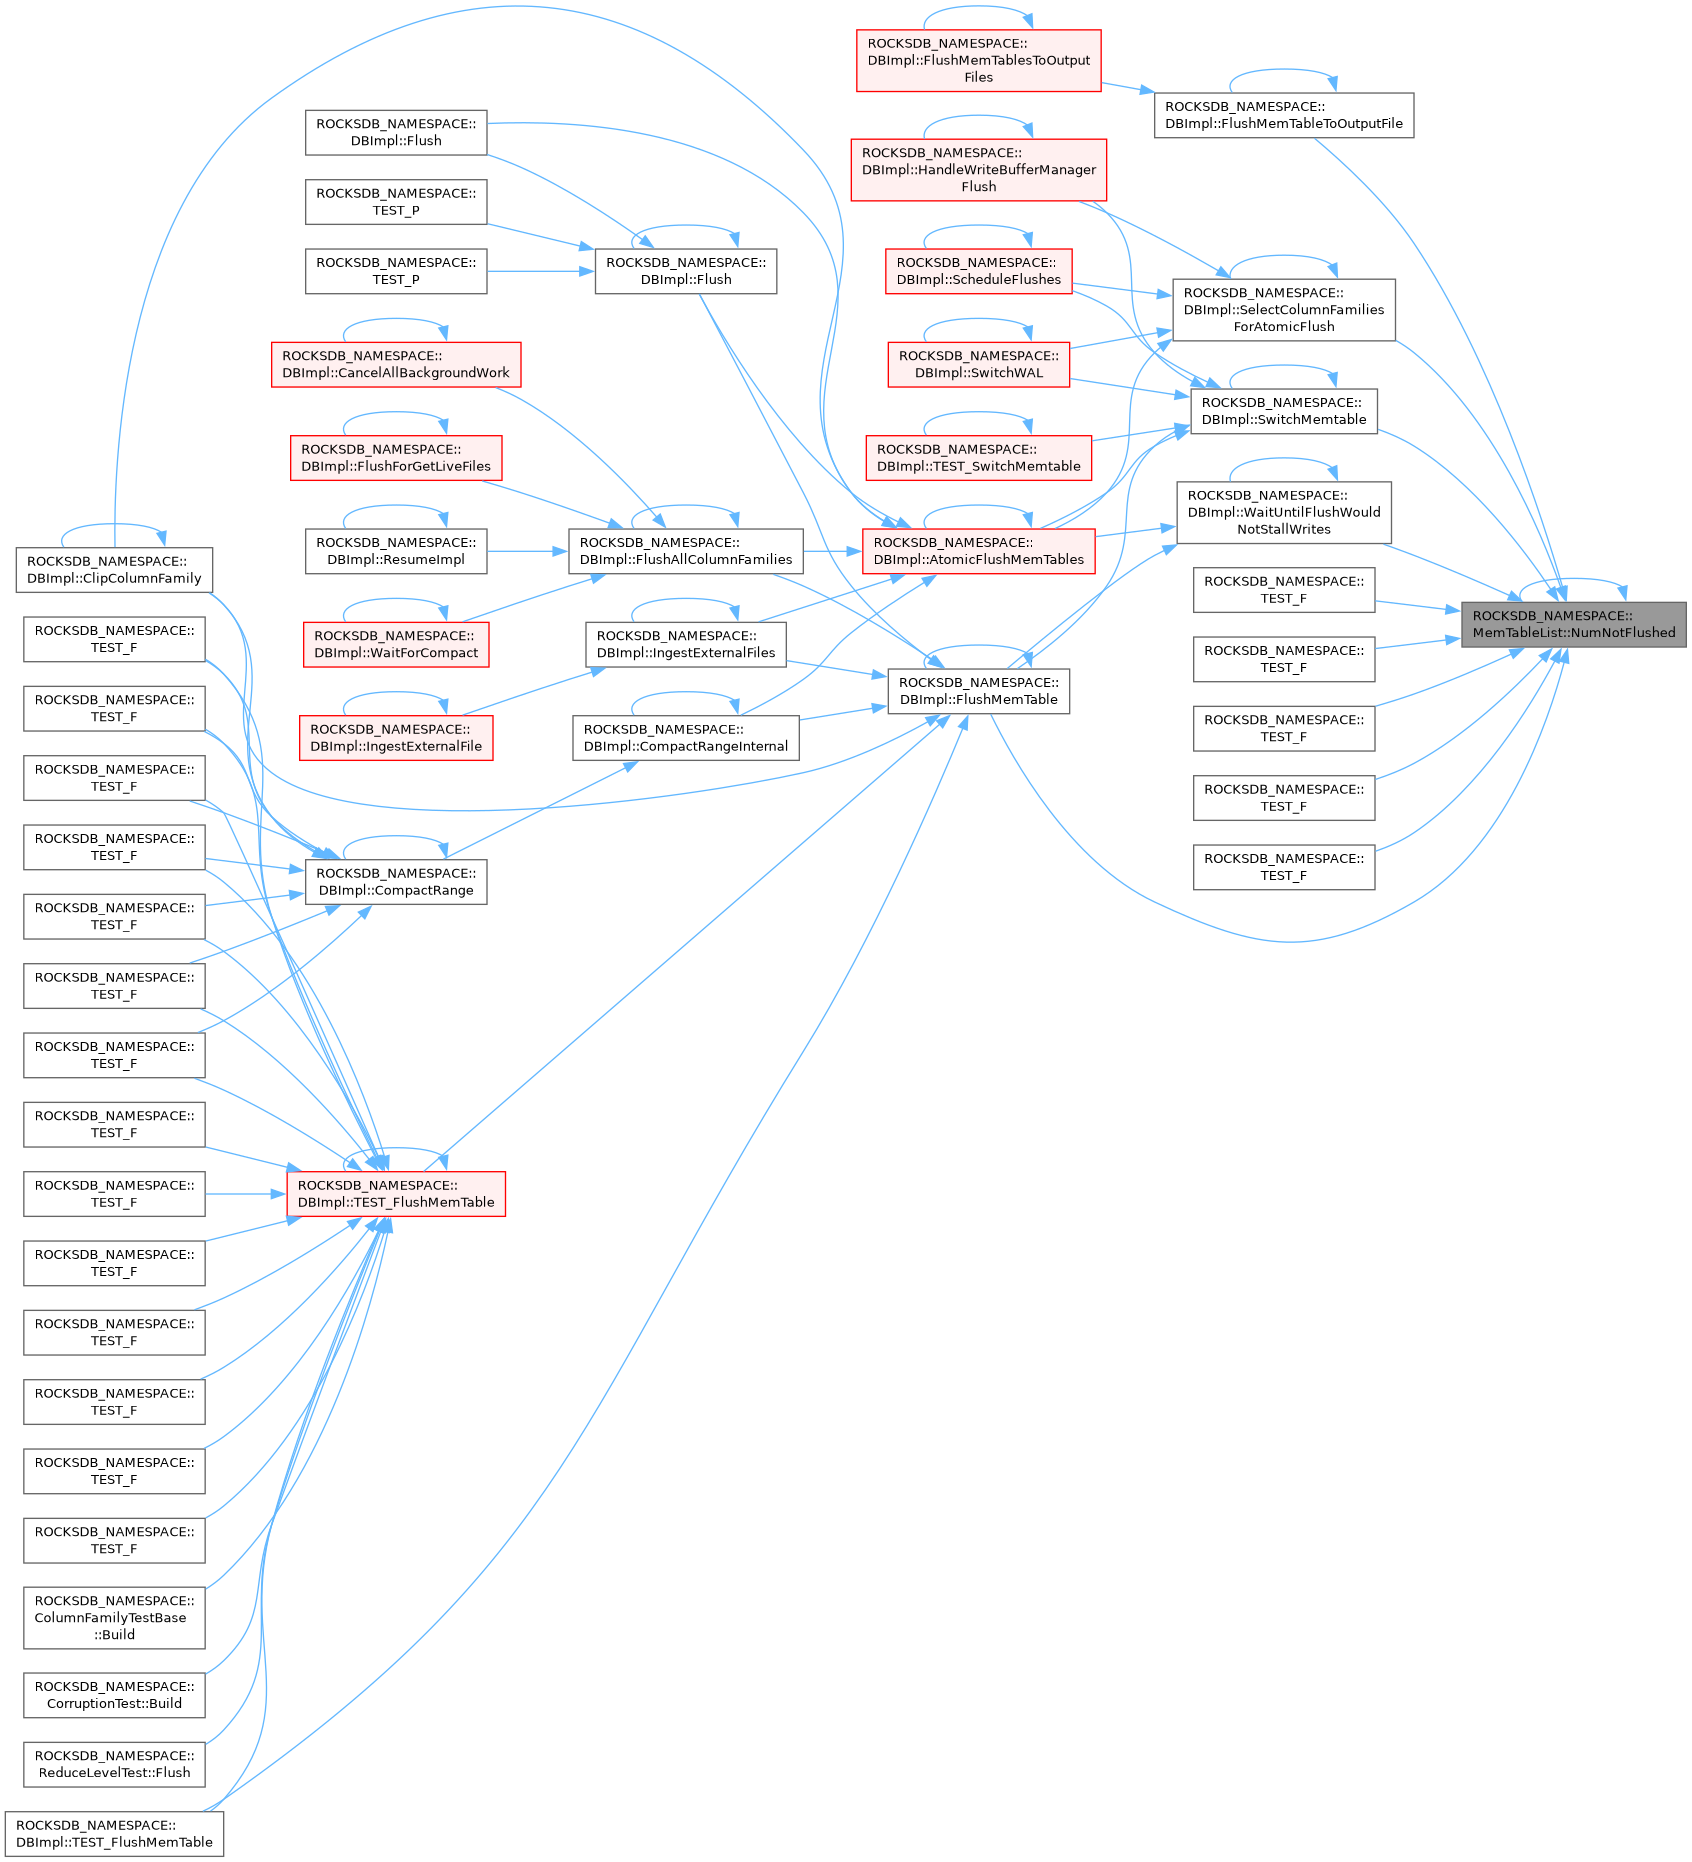 ROCKSDB_NAMESPACE::
DBImpl::FlushMemTablesToOutput
Files
ROCKSDB_NAMESPACE::
DBImpl::FlushMemTableToOutputFile
ROCKSDB_NAMESPACE::
DBImpl::Flush
ROCKSDB_NAMESPACE::
DBImpl::HandleWriteBufferManager
Flush
ROCKSDB_NAMESPACE::
TEST_P
ROCKSDB_NAMESPACE::
TEST_P
ROCKSDB_NAMESPACE::
DBImpl::Flush
ROCKSDB_NAMESPACE::
DBImpl::ScheduleFlushes
ROCKSDB_NAMESPACE::
DBImpl::SelectColumnFamilies
ForAtomicFlush
ROCKSDB_NAMESPACE::
DBImpl::CancelAllBackgroundWork
ROCKSDB_NAMESPACE::
DBImpl::SwitchWAL
ROCKSDB_NAMESPACE::
DBImpl::SwitchMemtable
ROCKSDB_NAMESPACE::
DBImpl::FlushForGetLiveFiles
ROCKSDB_NAMESPACE::
DBImpl::TEST_SwitchMemtable
ROCKSDB_NAMESPACE::
DBImpl::WaitUntilFlushWould
NotStallWrites
ROCKSDB_NAMESPACE::
DBImpl::ResumeImpl
ROCKSDB_NAMESPACE::
DBImpl::FlushAllColumnFamilies
ROCKSDB_NAMESPACE::
DBImpl::AtomicFlushMemTables
ROCKSDB_NAMESPACE::
DBImpl::ClipColumnFamily
ROCKSDB_NAMESPACE::
TEST_F
ROCKSDB_NAMESPACE::
MemTableList::NumNotFlushed
ROCKSDB_NAMESPACE::
TEST_F
ROCKSDB_NAMESPACE::
DBImpl::WaitForCompact
ROCKSDB_NAMESPACE::
DBImpl::IngestExternalFiles
ROCKSDB_NAMESPACE::
TEST_F
ROCKSDB_NAMESPACE::
DBImpl::FlushMemTable
ROCKSDB_NAMESPACE::
TEST_F
ROCKSDB_NAMESPACE::
TEST_F
ROCKSDB_NAMESPACE::
DBImpl::IngestExternalFile
ROCKSDB_NAMESPACE::
DBImpl::CompactRangeInternal
ROCKSDB_NAMESPACE::
TEST_F
ROCKSDB_NAMESPACE::
TEST_F
ROCKSDB_NAMESPACE::
TEST_F
ROCKSDB_NAMESPACE::
DBImpl::CompactRange
ROCKSDB_NAMESPACE::
TEST_F
ROCKSDB_NAMESPACE::
TEST_F
ROCKSDB_NAMESPACE::
TEST_F
ROCKSDB_NAMESPACE::
TEST_F
ROCKSDB_NAMESPACE::
TEST_F
ROCKSDB_NAMESPACE::
TEST_F
ROCKSDB_NAMESPACE::
DBImpl::TEST_FlushMemTable
ROCKSDB_NAMESPACE::
TEST_F
ROCKSDB_NAMESPACE::
TEST_F
ROCKSDB_NAMESPACE::
TEST_F
ROCKSDB_NAMESPACE::
TEST_F
ROCKSDB_NAMESPACE::
TEST_F
ROCKSDB_NAMESPACE::
ColumnFamilyTestBase
::Build
ROCKSDB_NAMESPACE::
CorruptionTest::Build
ROCKSDB_NAMESPACE::
ReduceLevelTest::Flush
ROCKSDB_NAMESPACE::
DBImpl::TEST_FlushMemTable